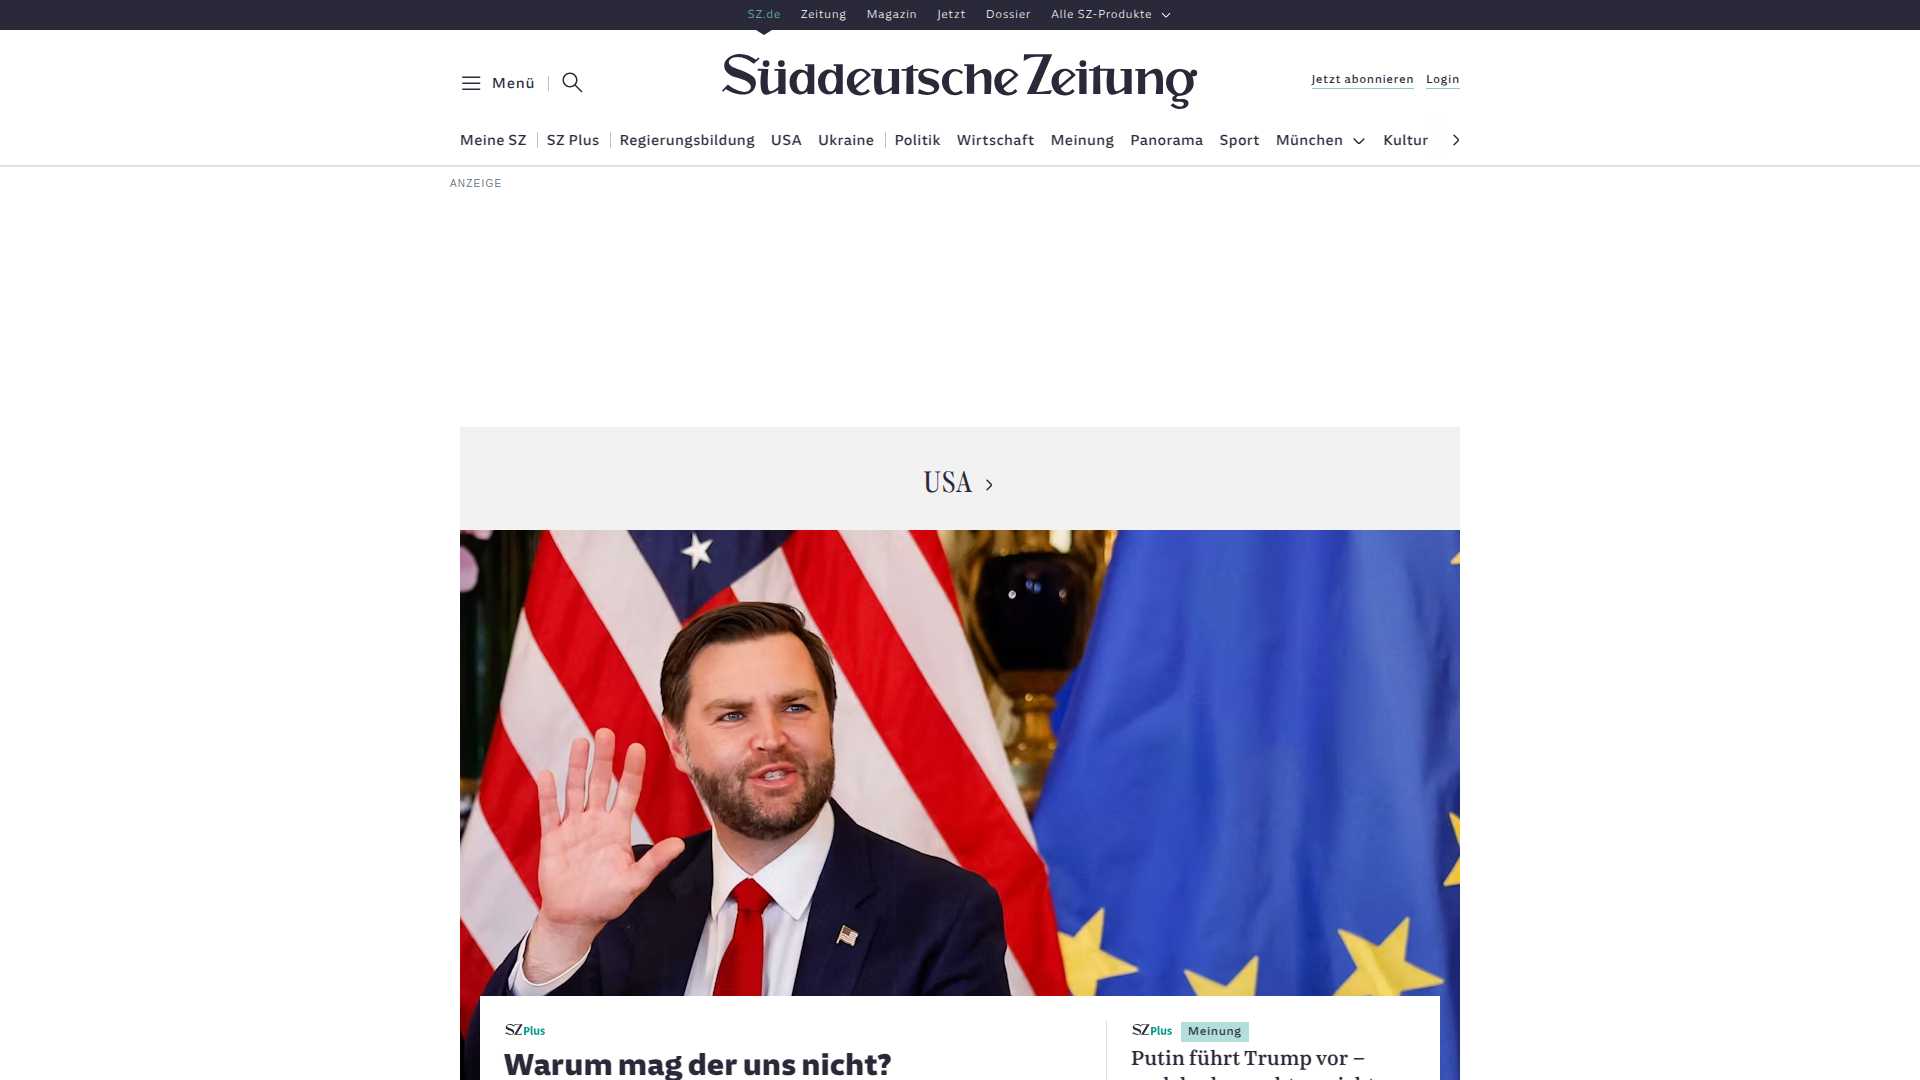 SZ.de Zeitung Magazin Jetzt Dossier Alle SZ-Produkte
Menü
Süddeutsche Zeitung
Jetzt abonnieren Login
Meine SZ SZ Plus Regierungsbildung USA Ukraine Politik Wirtschaft Meinung Panorama Sport München Kultur
ANZEIGE
USA
SZ Plus
Warum mag der uns nicht?
SZ Plus Meinung
Putin führt Trump vor –